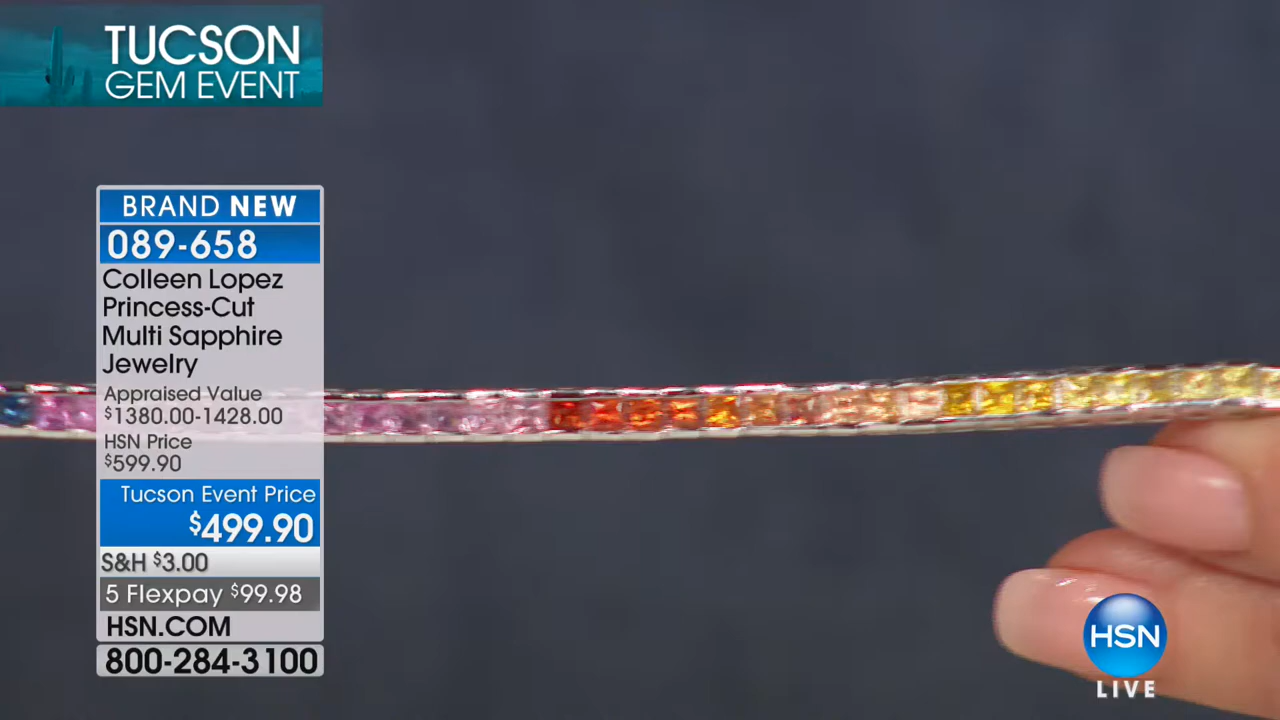 TUCSON
GEM EVENT
BRAND NEW
089-658
Colleen Lopez
Princess-Cut
Multi Sapphire
Jewelry
Appraised Value
$1380.00-1428.00
HSN Price
$599.90
Tucson Event Price
$499.90
S&H $3.00
5 Flexpay $99.98
HSN.COM
800-284-3100
HSN
LIVE